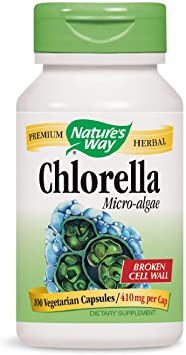 Nature's Way
PREMIUM HERBAL
Chlorella
Micro-algae
BROKEN
CELL WALL
100 Vegetarian Capsules / 410 mg per Cap
DIETARY SUPPLEMENT